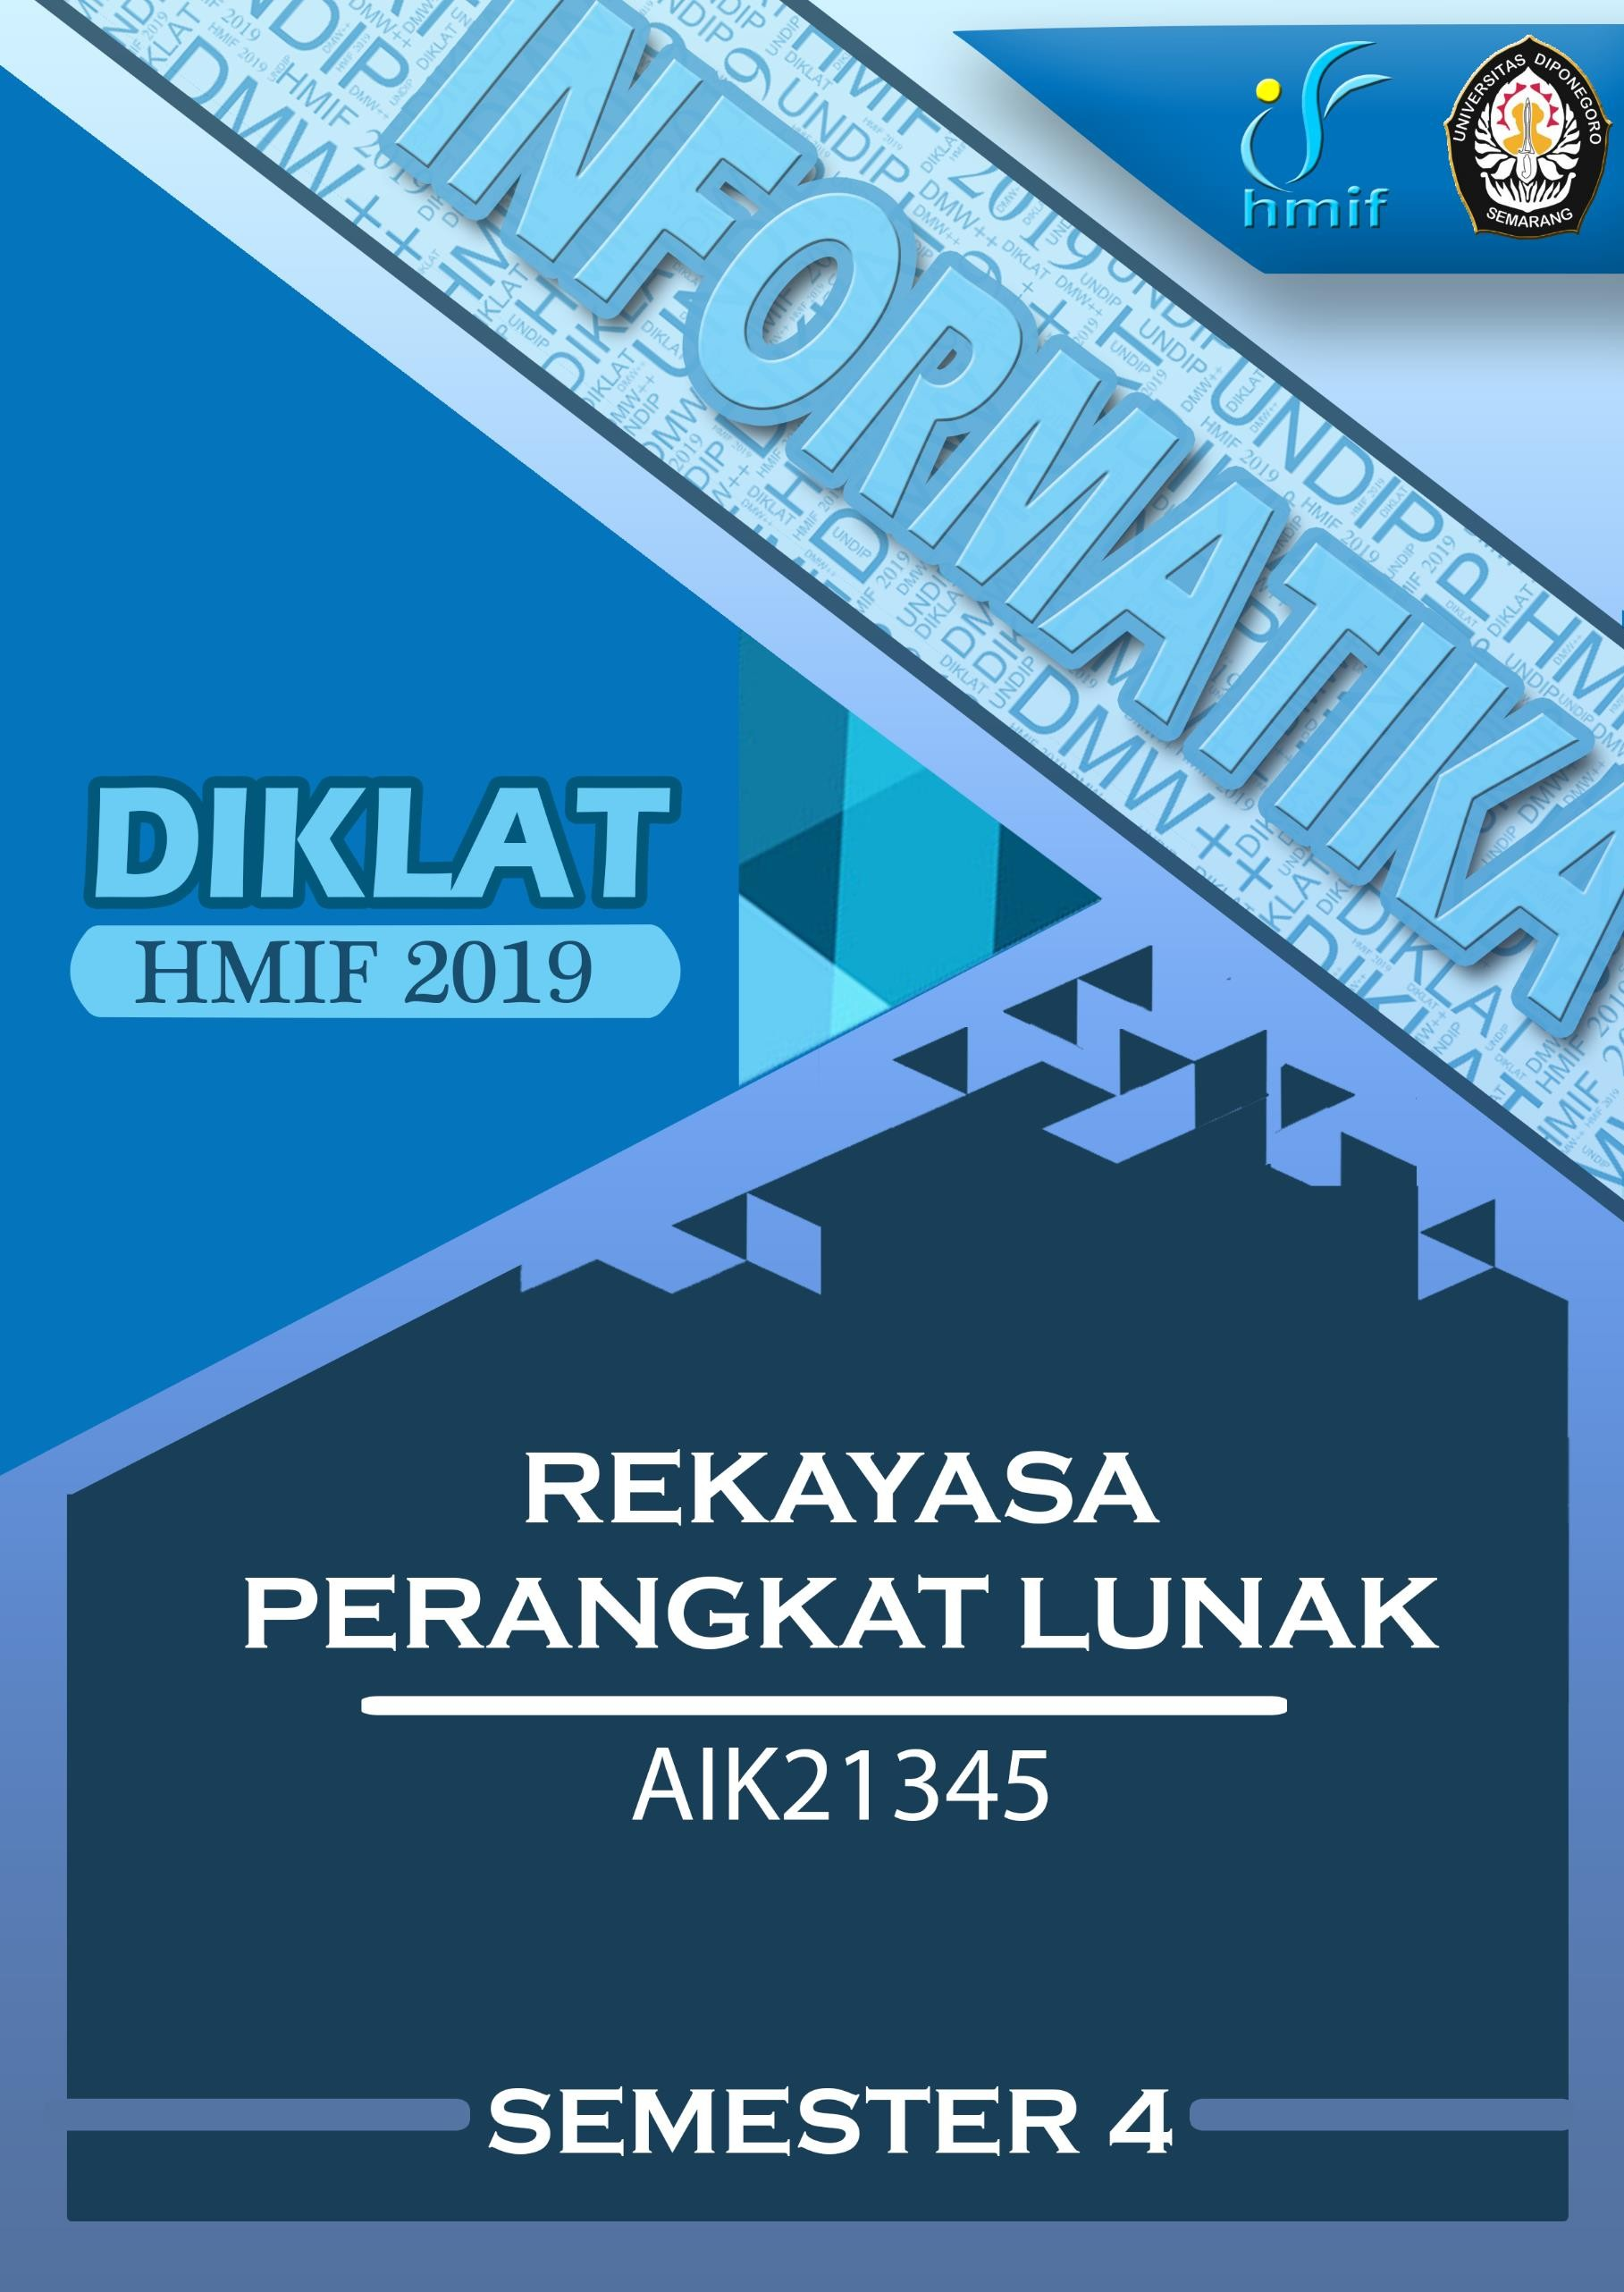 INFORMATIKA
hmif
UNIVERSITAS DIPONEGORO
SEMARANG
DIKLAT
HMIF 2019
REKAYASA
PERANGKAT LUNAK
AIK21345
SEMESTER 4